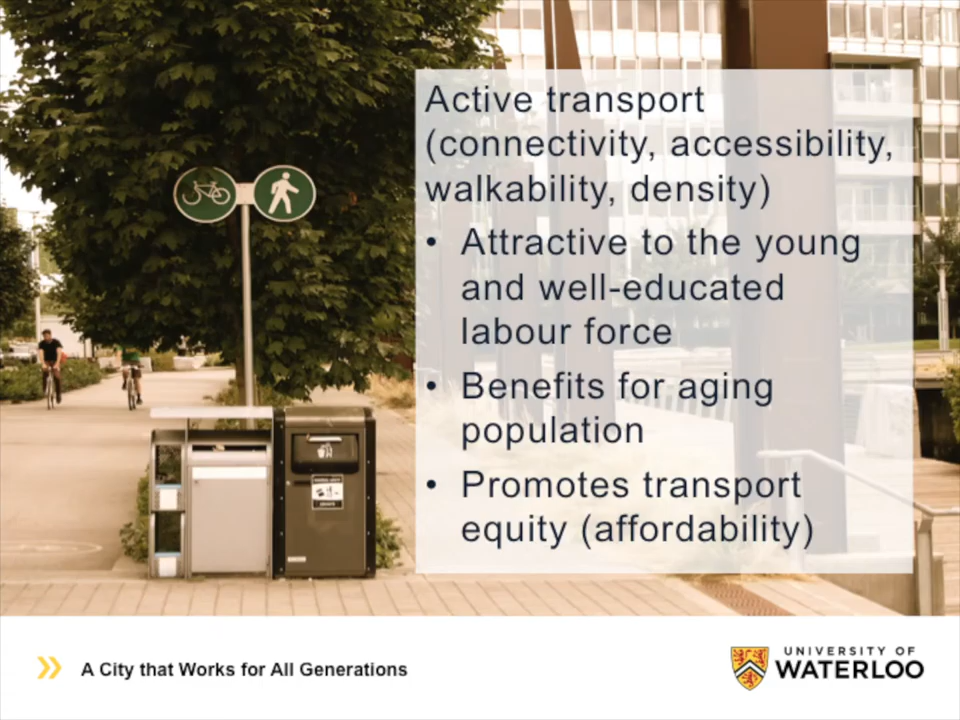 Active transport
(connectivity, accessibility,
walkability, density)
• Attractive to the young
and well-educated
labour force
• Benefits for aging
population
• Promotes transport
equity (affordability)
A City that Works for All Generations
UNIVERSITY OF
WATERLOO